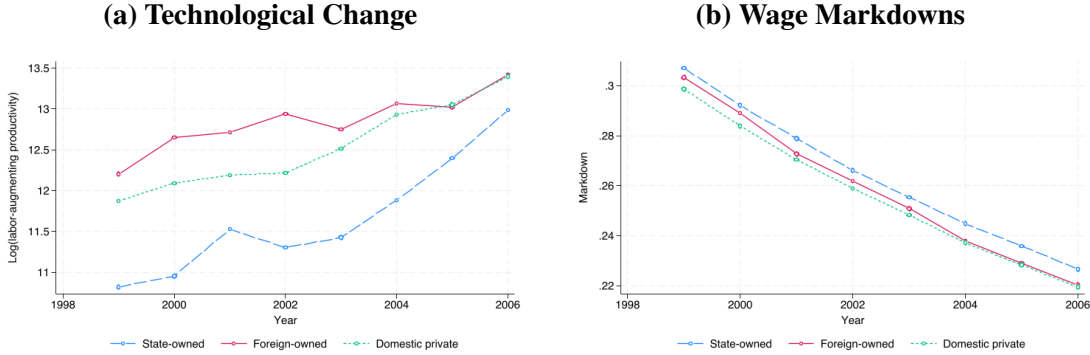 (a) Technological Change
Log(labor-augmenting productivity)
13.5
13
12.5
12
11.5
11
1998
2000
2002
2004
2006
Year
State-owned
Foreign-owned
Domestic private
(b) Wage Markdowns
Markdown
.3
.28
.26
.24
.22
1998
2000
2002
2004
2006
Year
State-owned
Foreign-owned
Domestic private